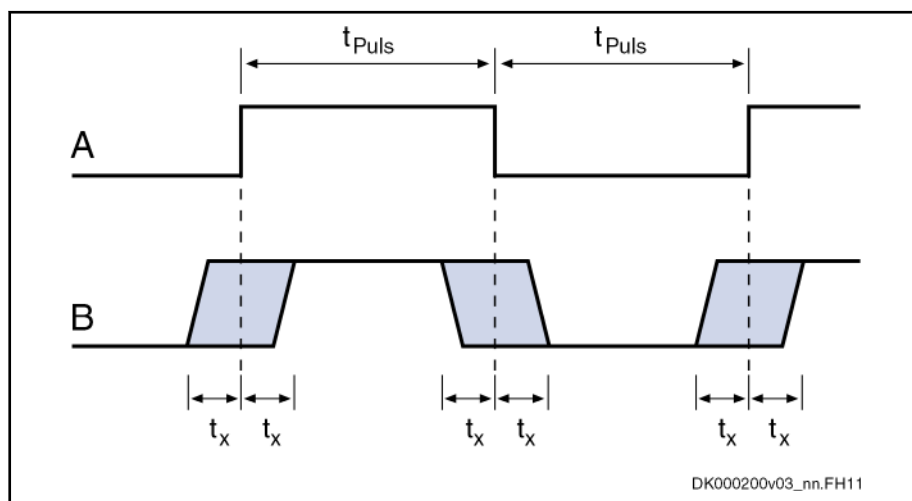 t_Puls t_Puls
A
B
t_x t_x t_x t_x t_x t_x
DK000200v03_nn.FH11